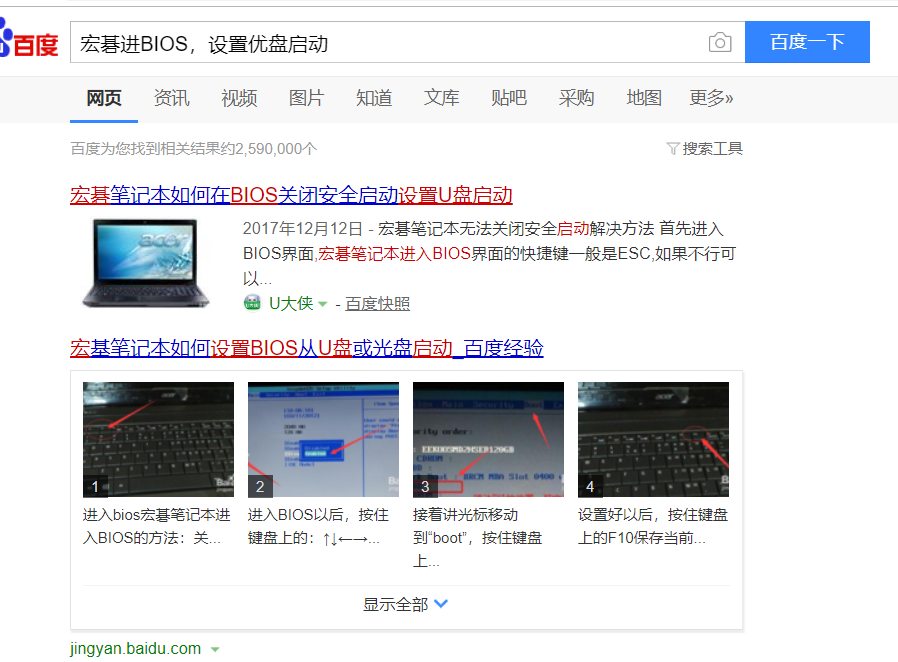 百度
宏碁进BIOS，设置优盘启动
百度一下
网页 资讯 视频 图片 知道 文库 贴吧 采购 地图 更多»
百度为您找到相关结果约2,590,000个
搜索工具
宏碁笔记本如何在BIOS关闭安全启动设置U盘启动
acer
2017年12月12日 - 宏碁笔记本无法关闭安全启动解决方法 首先进入
BIOS界面,宏碁笔记本进入BIOS界面的快捷键一般是ESC,如果不行可
以...
U大侠 - 百度快照
宏基笔记本如何设置BIOS从U盘或光盘启动_百度经验
1
2
3
4
进入bios宏碁笔记本进
入BIOS的方法：关...
进入BIOS以后，按住
键盘上的：↑↓←→...
接着讲光标移动
到“boot”，按住键盘
上...
设置好以后，按住键盘
上的F10保存当前...
显示全部
jingyan.baidu.com